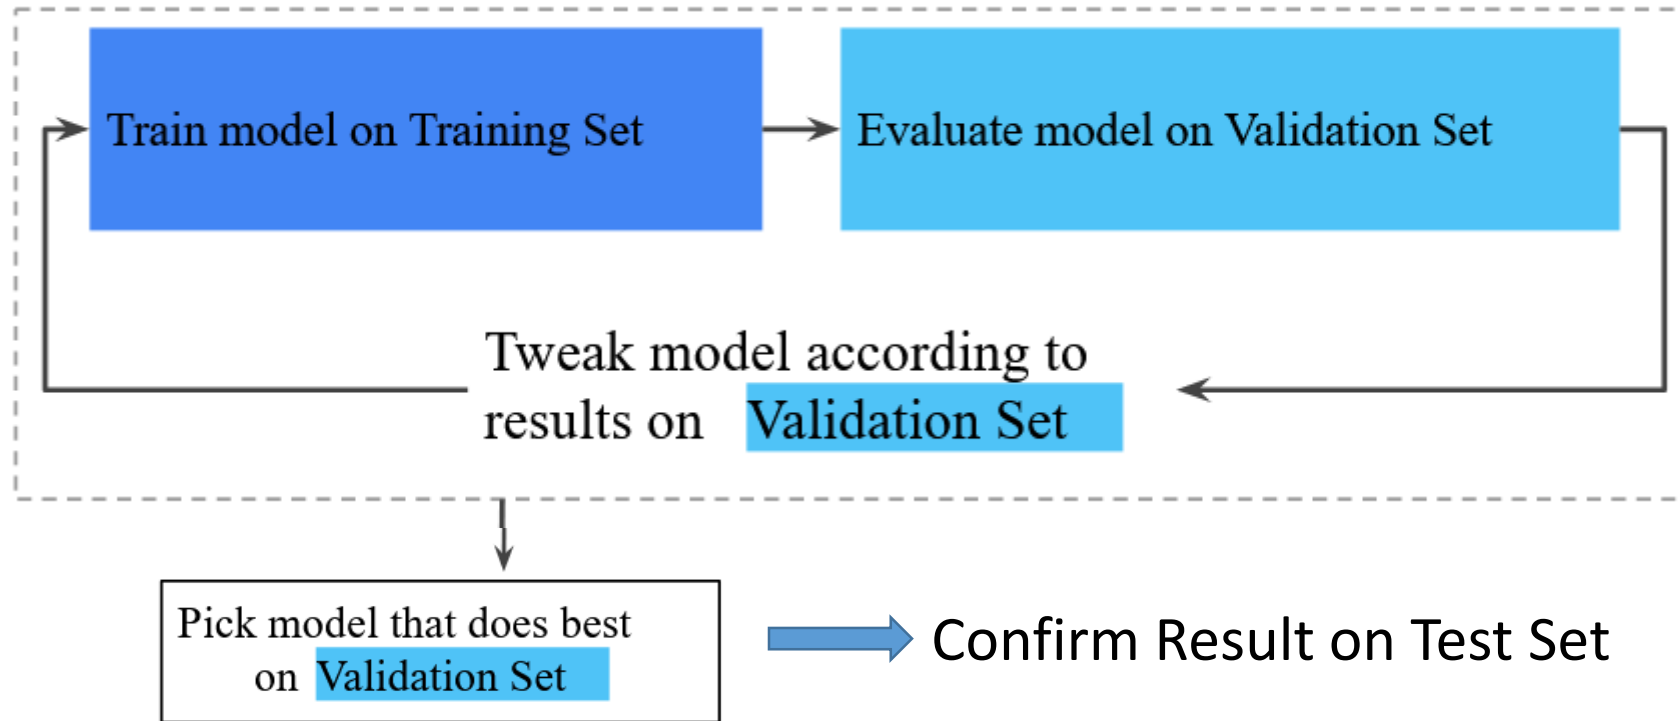 Train model on Training Set
Evaluate model on Validation Set
Tweak model according to
results on Validation Set
Pick model that does best
on Validation Set
Confirm Result on Test Set